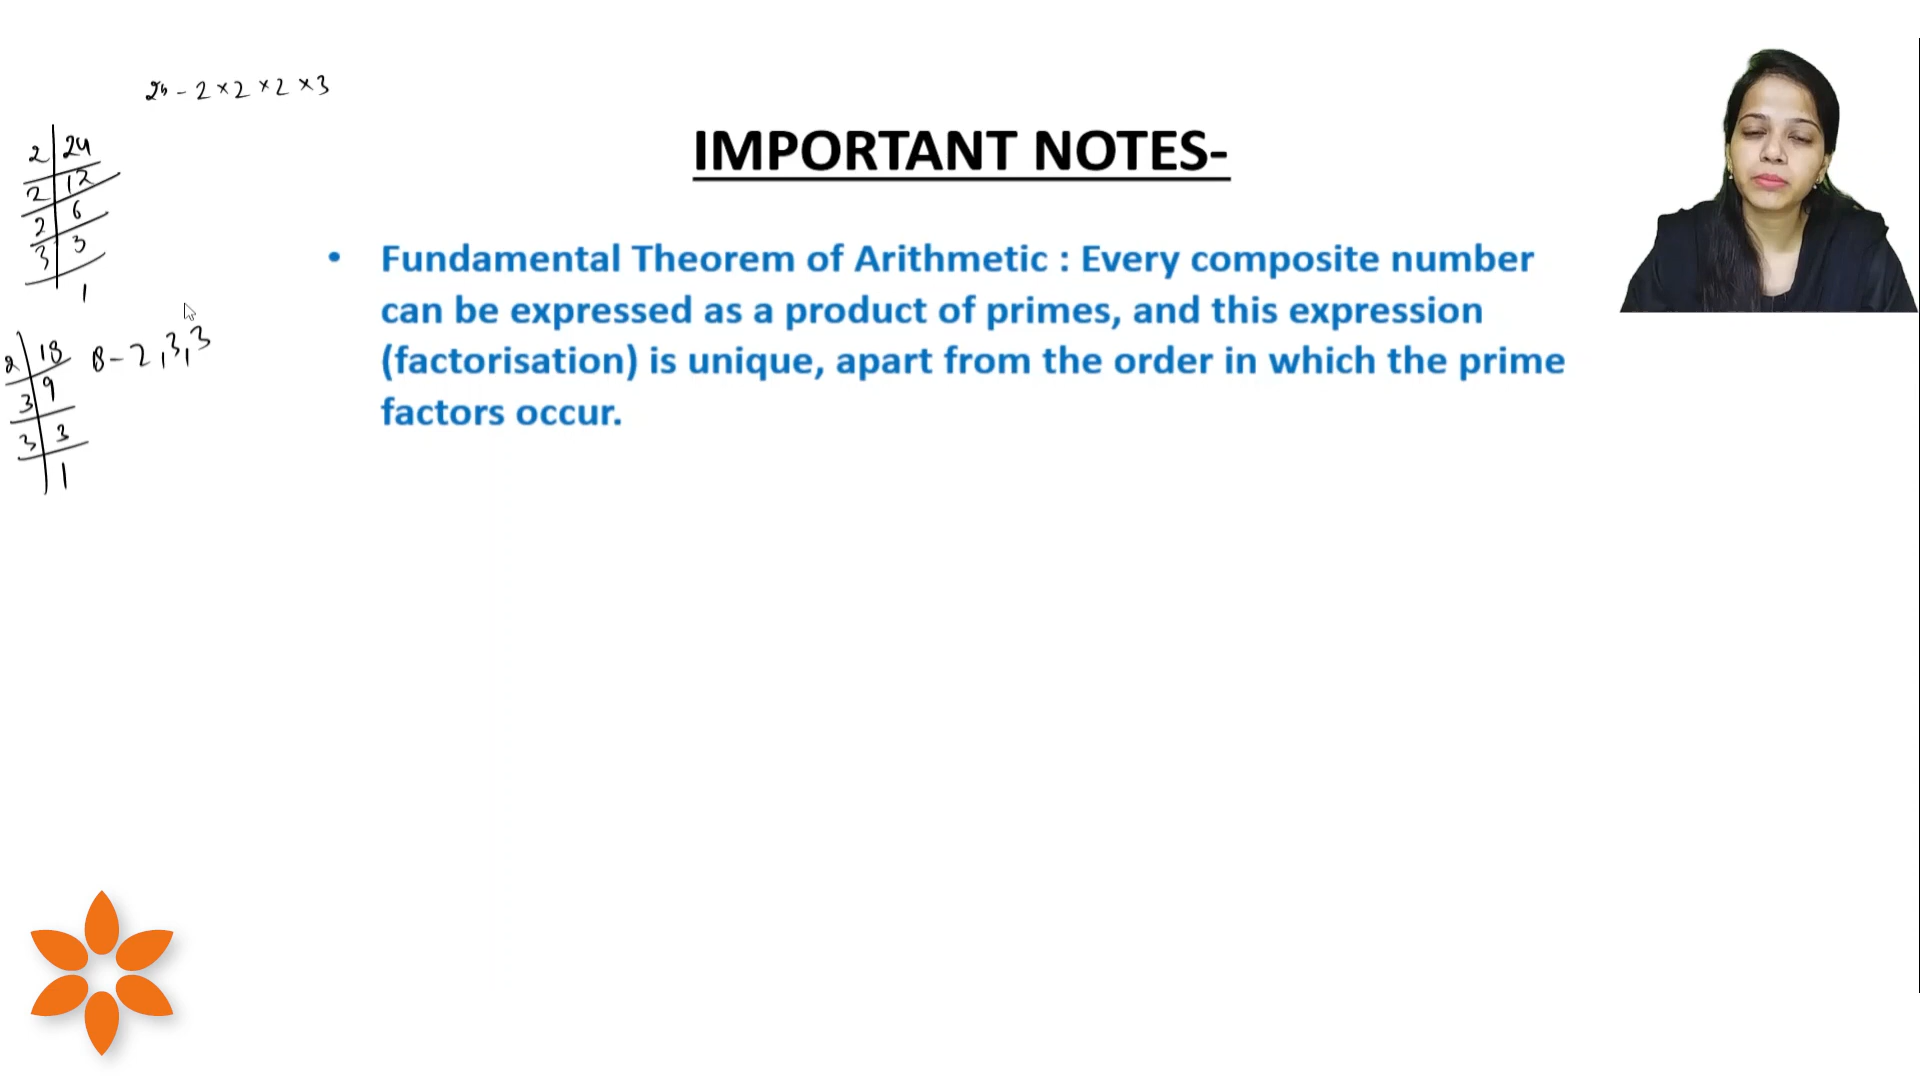 24 - 2 × 2 × 2 × 3
2 | 24
2 | 12
2 | 6
3 | 3
1
2 | 18
3 | 9
3 | 3
1
18 - 2, 3, 3
IMPORTANT NOTES-
• Fundamental Theorem of Arithmetic : Every composite number
can be expressed as a product of primes, and this expression
(factorisation) is unique, apart from the order in which the prime
factors occur.